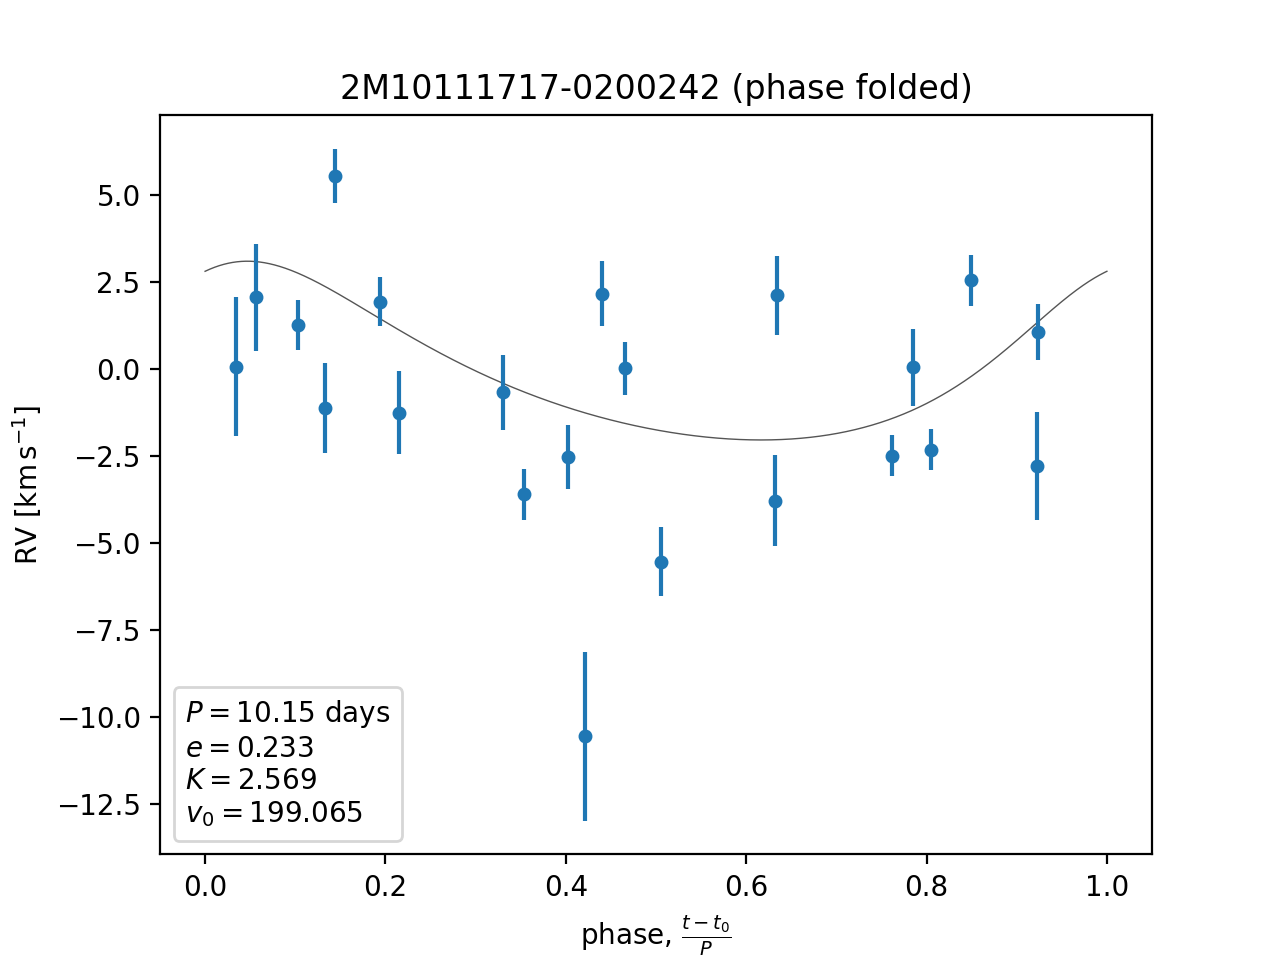 2M10111717-0200242 (phase folded)
RV [km s⁻¹]
5.0
2.5
0.0
−2.5
−5.0
−7.5
−10.0
−12.5
P = 10.15 days
e = 0.233
K = 2.569
v₀ = 199.065
0.0 0.2 0.4 0.6 0.8 1.0
phase, (t − t₀)/P